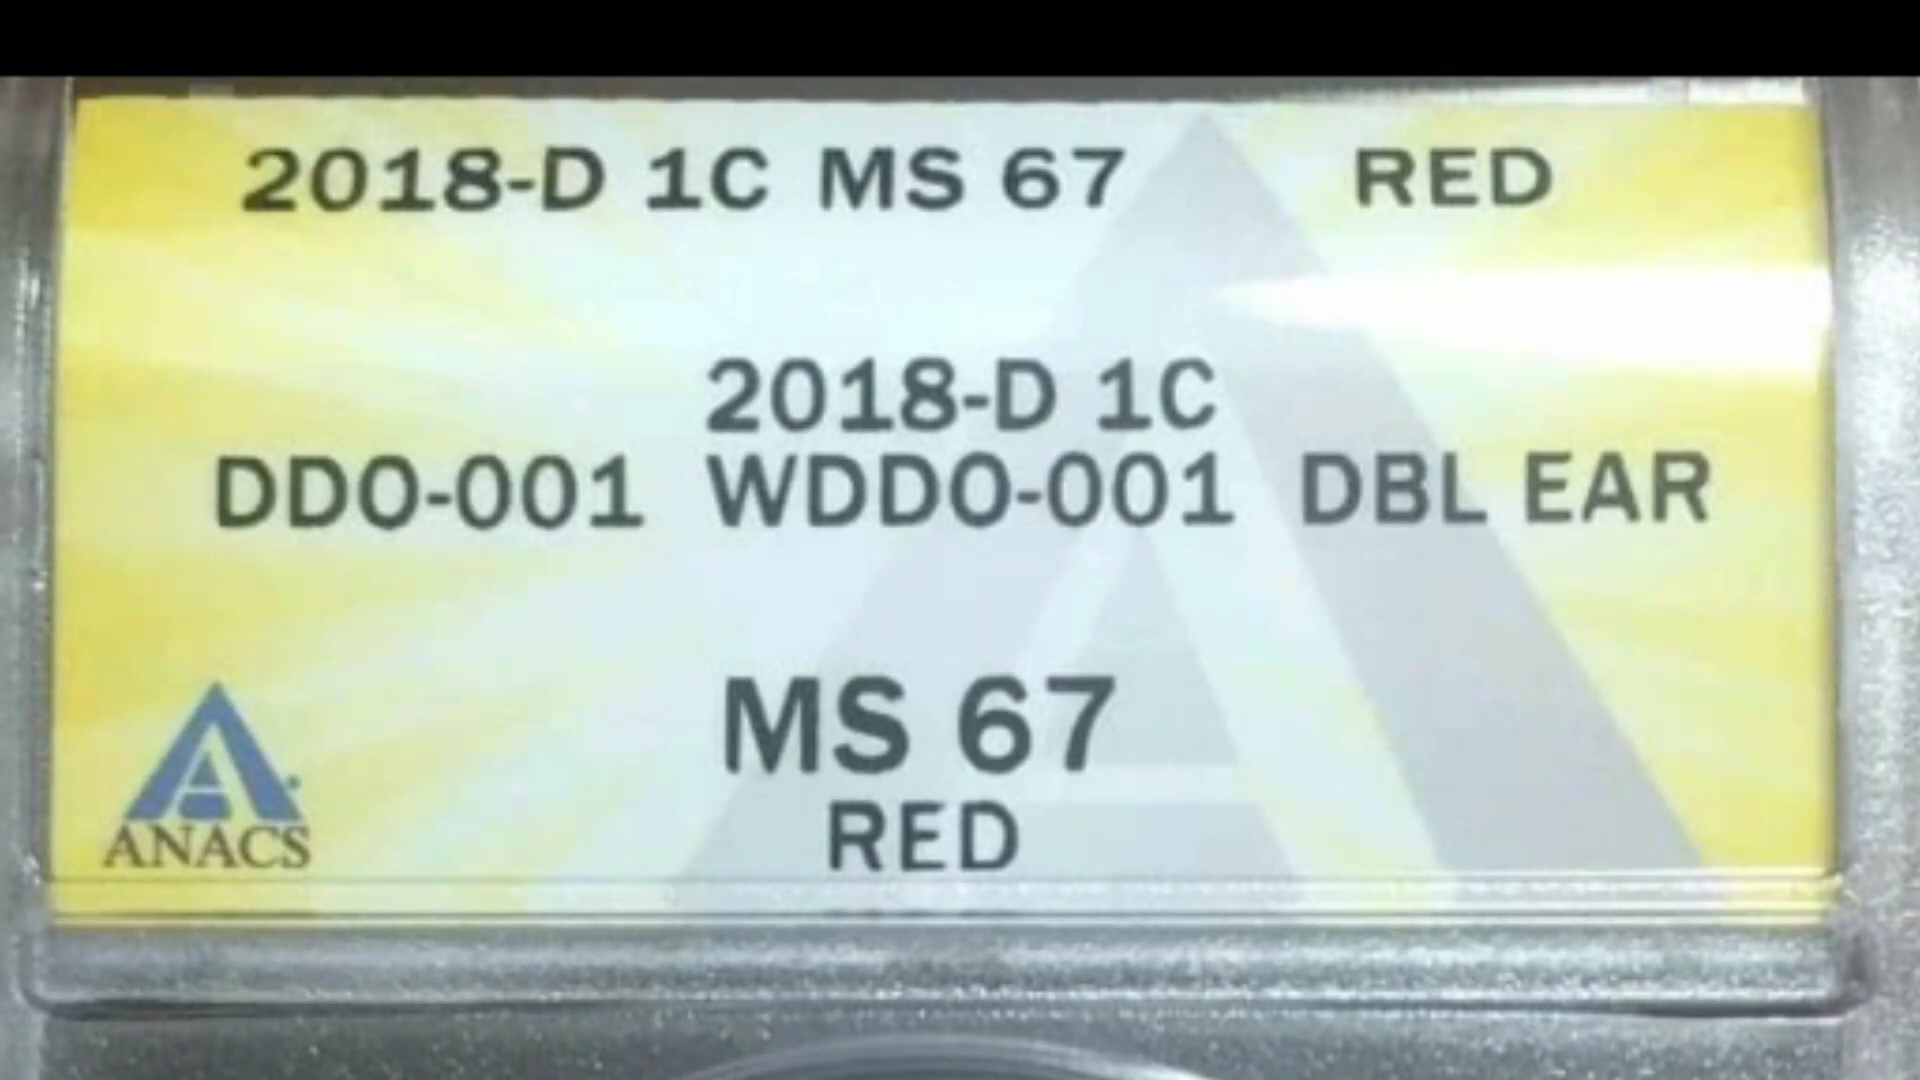 2018-D 1C MS 67 RED
2018-D 1C
DDO-001 WDDO-001 DBL EAR
MS 67
RED
ANACS